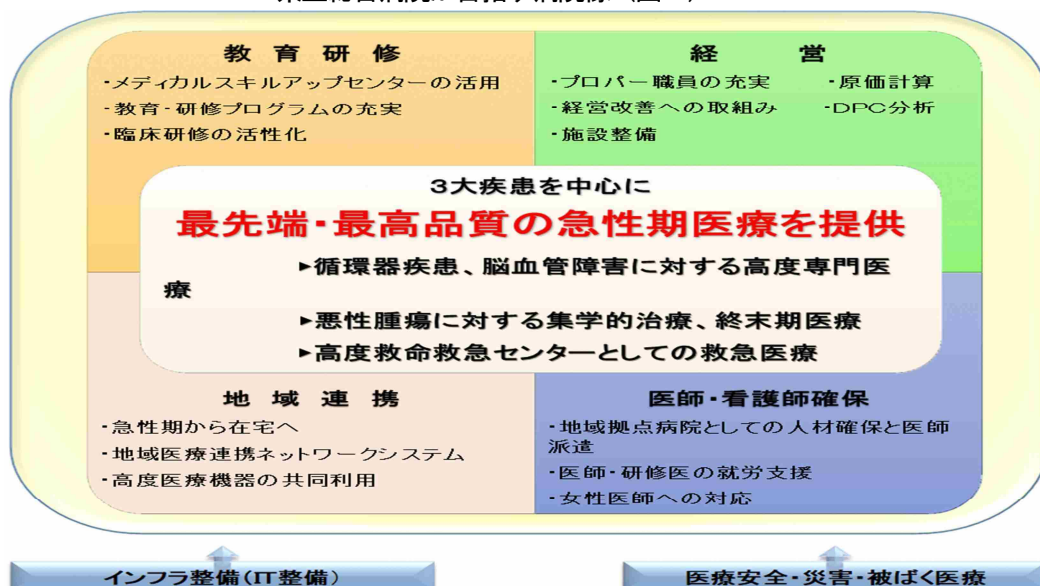 教育研修
・メディカルスキルアップセンターの活用
・教育・研修プログラムの充実
・臨床研修の活性化
経営
・プロパー職員の充実 ・原価計算
・経営改善への取組み ・DPC分析
・施設整備
3大疾患を中心に
最先端・最高品質の急性期医療を提供
►循環器疾患、脳血管障害に対する高度専門医
療
►悪性腫瘍に対する集学的治療、終末期医療
►高度救命救急センターとしての救急医療
地域連携
・急性期から在宅へ
・地域医療連携ネットワークシステム
・高度医療機器の共同利用
医師・看護師確保
・地域拠点病院としての人材確保と医師
派遣
・医師・研修医の就労支援
・女性医師への対応
インフラ整備(IT整備)
医療安全・災害・被ばく医療